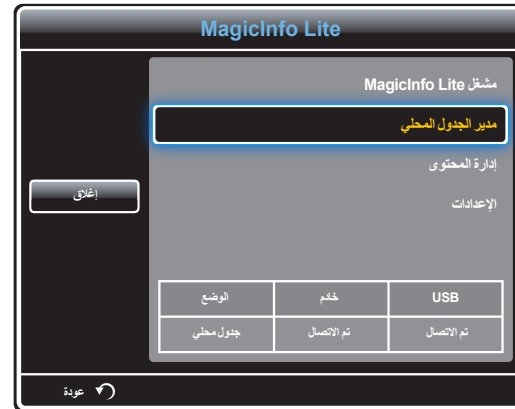 MagicInfo Lite
مشغل MagicInfo Lite
مدير الجدول المحلي
إدارة المحتوى
الإعدادات
إغلاق
USB خادم الوضع
تم الاتصال تم الاتصال جدول محلي
عودة